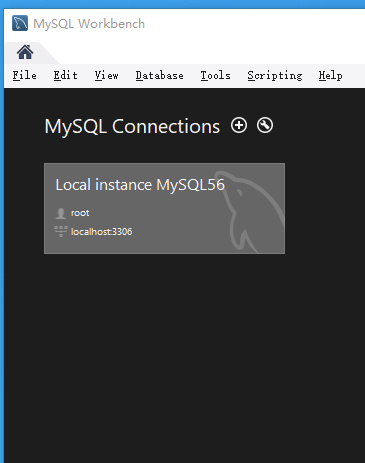 MySQL Workbench
File Edit View Database Tools Scripting Help
MySQL Connections
Local instance MySQL56
root
localhost:3306